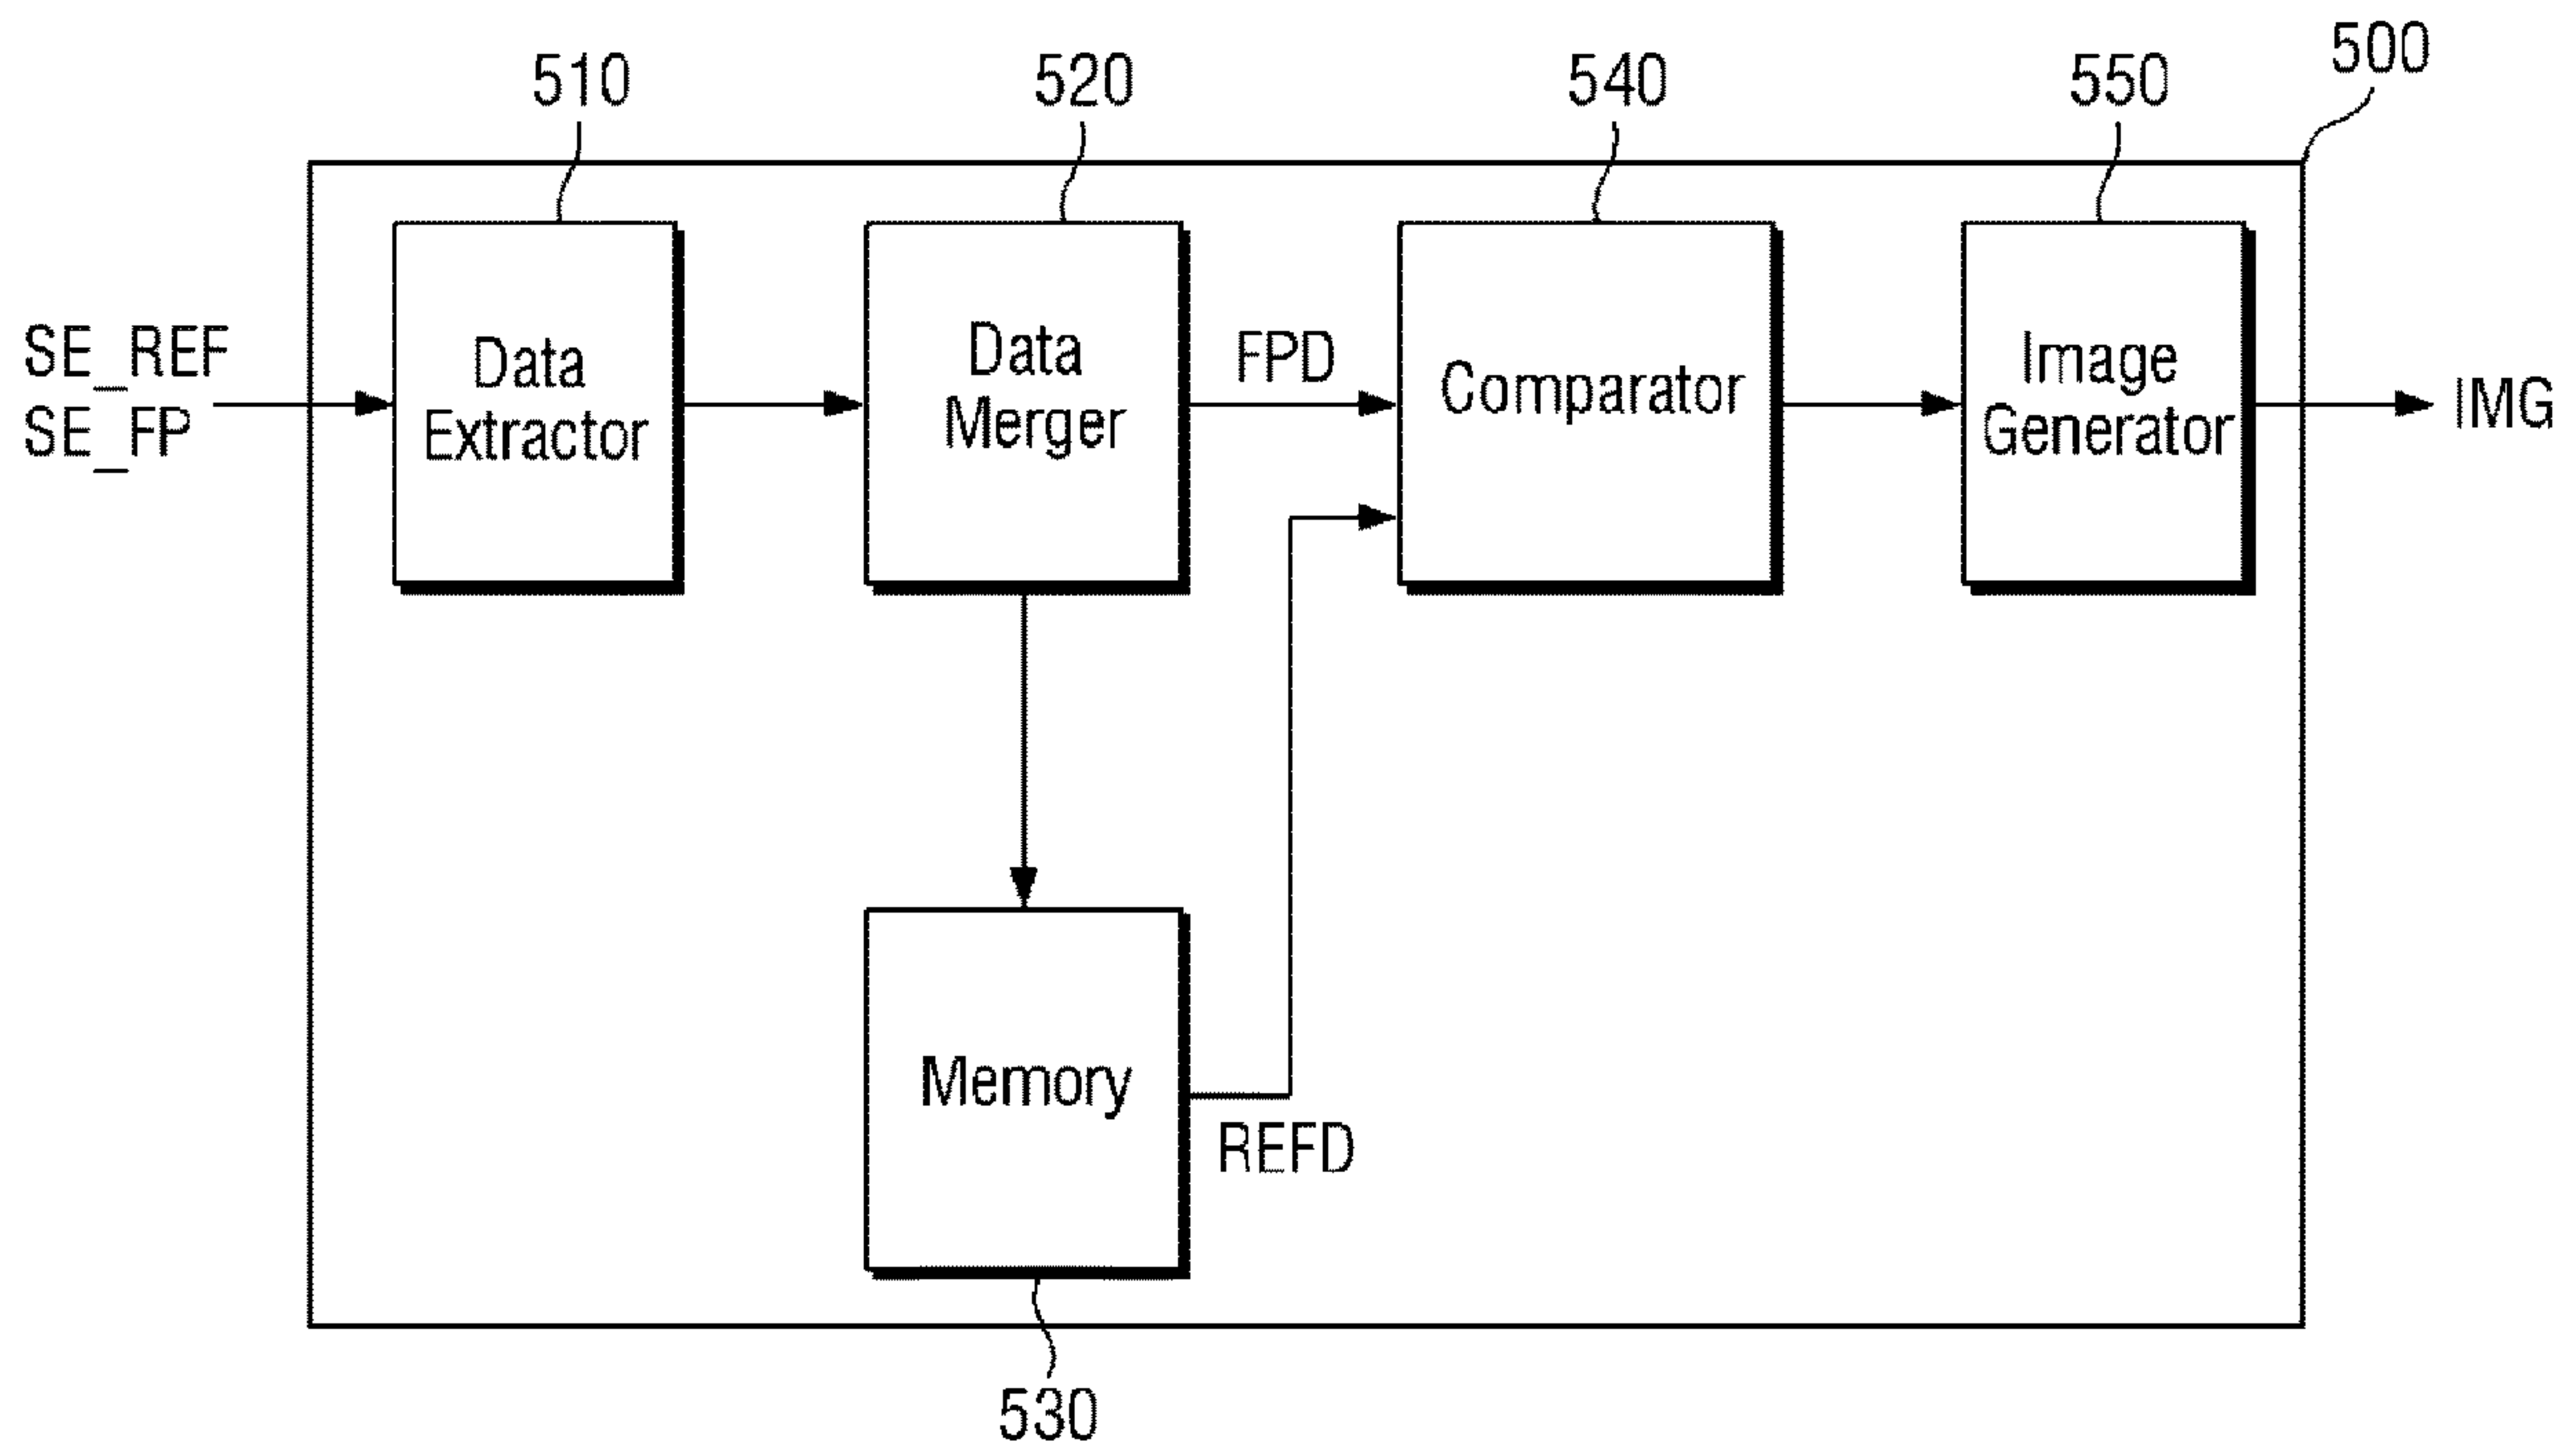 500
510
520
540
550
SE_REF
SE_FP
Data
Extractor
Data
Merger
FPD
Comparator
Image
Generator
IMG
Memory
REFD
530